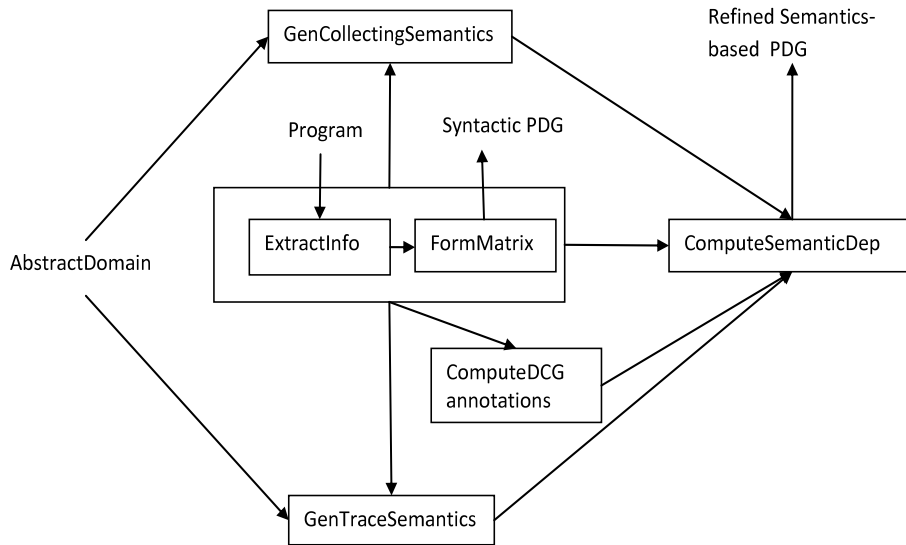 Refined Semantics-
based PDG
GenCollectingSemantics
Program
Syntactic PDG
ExtractInfo
FormMatrix
ComputeSemanticDep
AbstractDomain
ComputeDCG
annotations
GenTraceSemantics